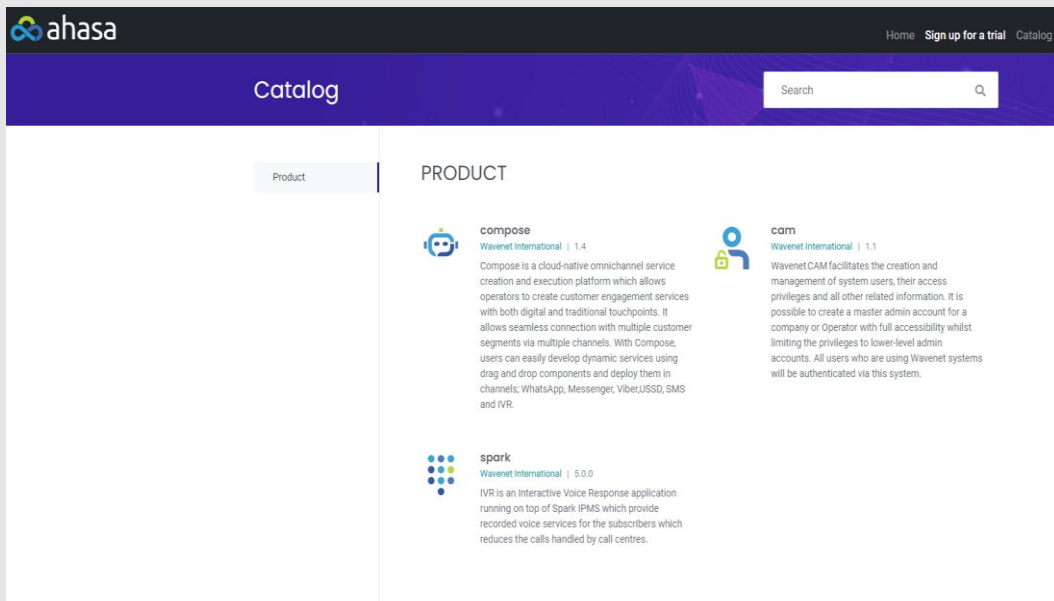 ahasa
Home Sign up for a trial Catalog
Catalog
Search
Product
PRODUCT
compose
Wavenet International | 1.4
Compose is a cloud-native omnichannel service
creation and execution platform which allows
operators to create customer engagement services
with both digital and traditional touchpoints. It
allows seamless connection with multiple customer
segments via multiple channels. With Compose,
users can easily develop dynamic services using
drag and drop components and deploy them in
channels; WhatsApp, Messenger, Viber,USSD, SMS
and IVR.
cam
Wavenet International | 1.1
Wavenet CAM facilitates the creation and
management of system users, their access
privileges and all other related information. It is
possible to create a master admin account for a
company or Operator with full accessibility whilst
limiting the privileges to lower-level admin
accounts. All users who are using Wavenet systems
will be authenticated via this system.
spark
Wavenet International | 5.0.0
IVR is an Interactive Voice Response application
running on top of Spark IPMS which provide
recorded voice services for the subscribers which
reduces the calls handled by call centres.